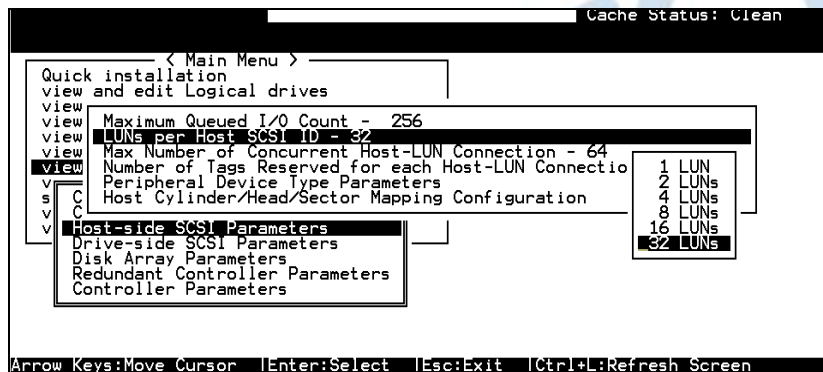 Cache Status: Clean
< Main Menu >
Quick installation
view and edit Logical drives
view
view Maximum Queued I/O Count - 256
view LUNs per Host SCSI ID - 32
view Max Number of Concurrent Host-LUN Connection - 64
view Number of Tags Reserved for each Host-LUN Connectio
v Peripheral Device Type Parameters
s C Host Cylinder/Head/Sector Mapping Configuration
v C
v Host-side SCSI Parameters
Drive-side SCSI Parameters
Disk Array Parameters
Redundant Controller Parameters
Controller Parameters
1 LUN
2 LUNs
4 LUNs
8 LUNs
16 LUNs
32 LUNs
Arrow Keys:Move Cursor |Enter:Select |Esc:Exit |Ctrl+L:Refresh Screen